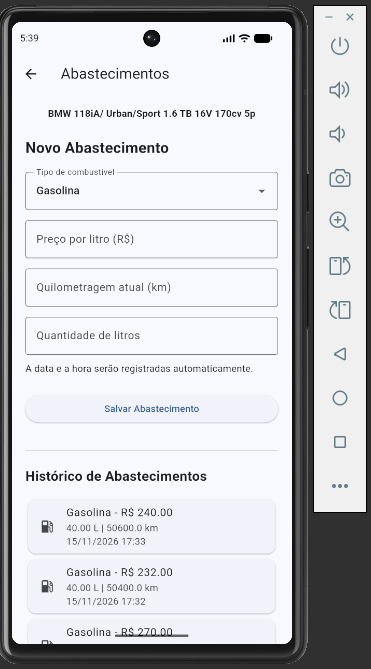 5:39
Abastecimentos
BMW 118iA/ Urban/Sport 1.6 TB 16V 170cv 5p
Novo Abastecimento
Tipo de combustível
Gasolina
Preço por litro (R$)
Quilometragem atual (km)
Quantidade de litros
A data e a hora serão registradas automaticamente.
Salvar Abastecimento
Histórico de Abastecimentos
Gasolina - R$ 240.00
40.00 L | 50600.0 km
15/11/2026 17:33
Gasolina - R$ 232.00
40.00 L | 50400.0 km
15/11/2026 17:32
Gasolina - R$ 270.00